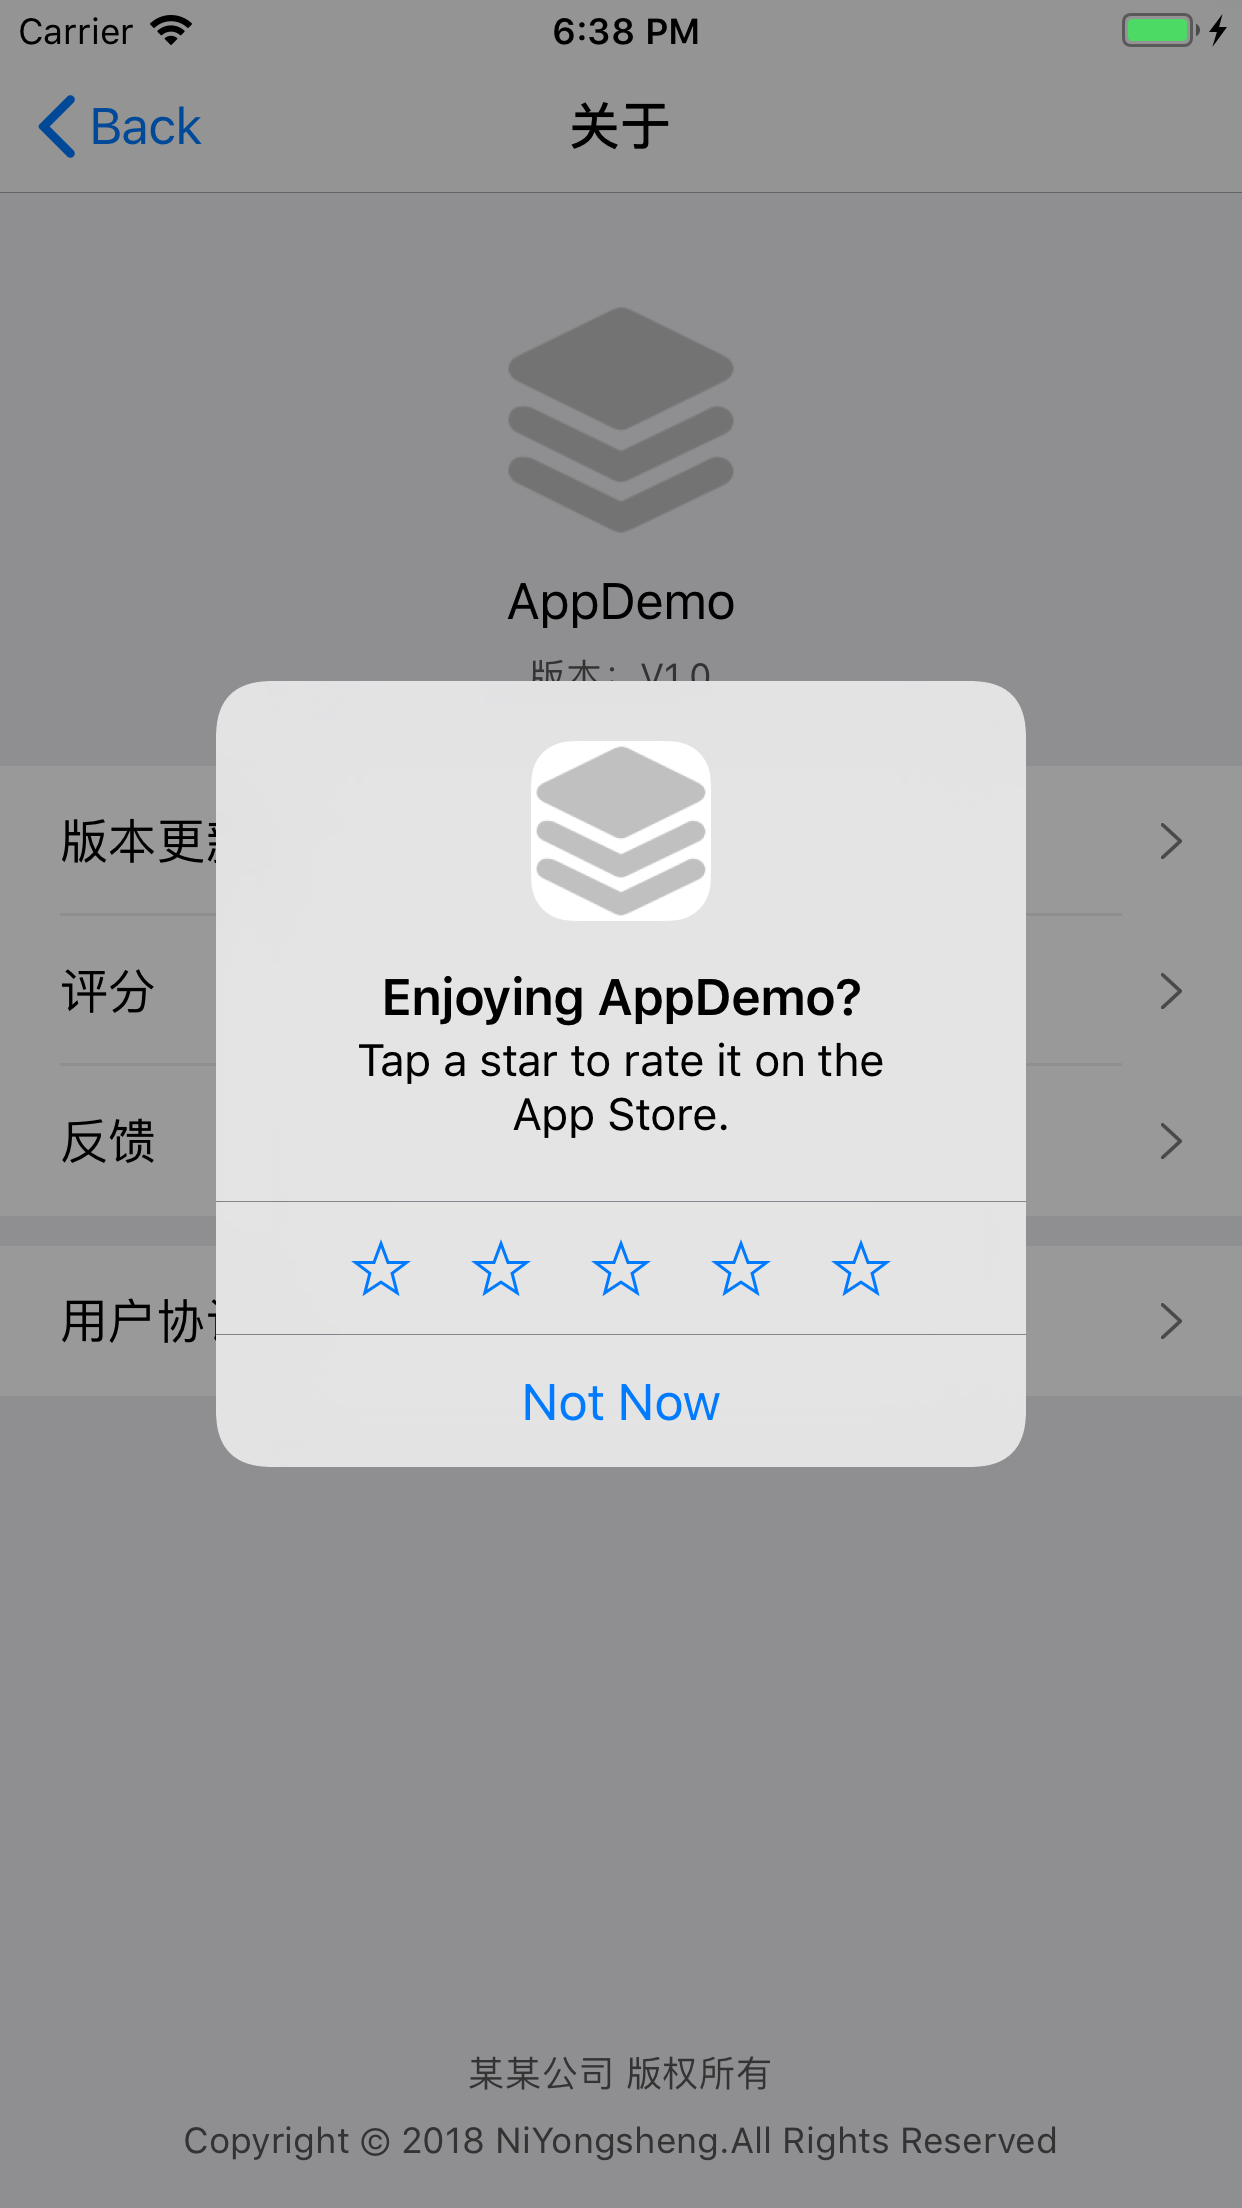 Carrier 6:38 PM
Back 关于
AppDemo
版本：V1.0
Enjoying AppDemo?
Tap a star to rate it on the
App Store.
版本更
评分
反馈
用户协
Not Now
某某公司 版权所有
Copyright © 2018 NiYongsheng.All Rights Reserved